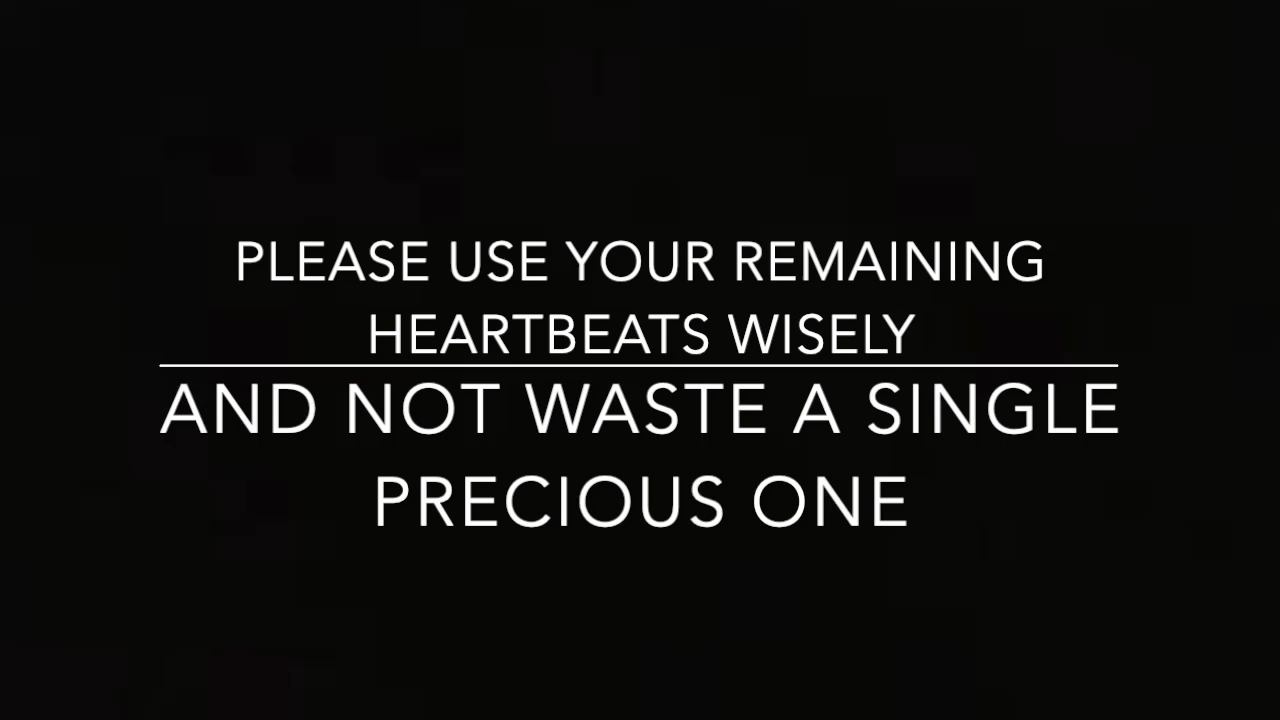 PLEASE USE YOUR REMAINING
HEARTBEATS WISELY
AND NOT WASTE A SINGLE
PRECIOUS ONE